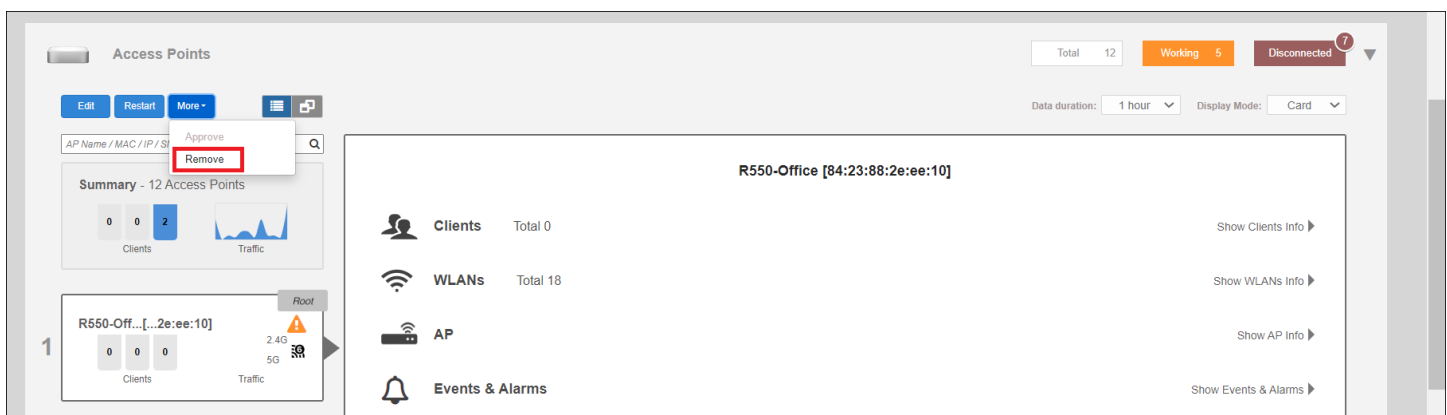 Access Points
Total 12
Working 5
Disconnected 7
Edit
Restart
More
Data duration: 1 hour
Display Mode: Card
AP Name / MAC / IP /
Approve
Remove
Summary - 12 Access Points
0 0 2
Clients
Traffic
R550-Office [84:23:88:2e:ee:10]
Clients Total 0 Show Clients Info
WLANs Total 18 Show WLANs Info
AP Show AP Info
Events & Alarms Show Events & Alarms
1
Root
R550-Off...[...2e:ee:10]
0 0 0
2.4G
5G
6
Clients
Traffic